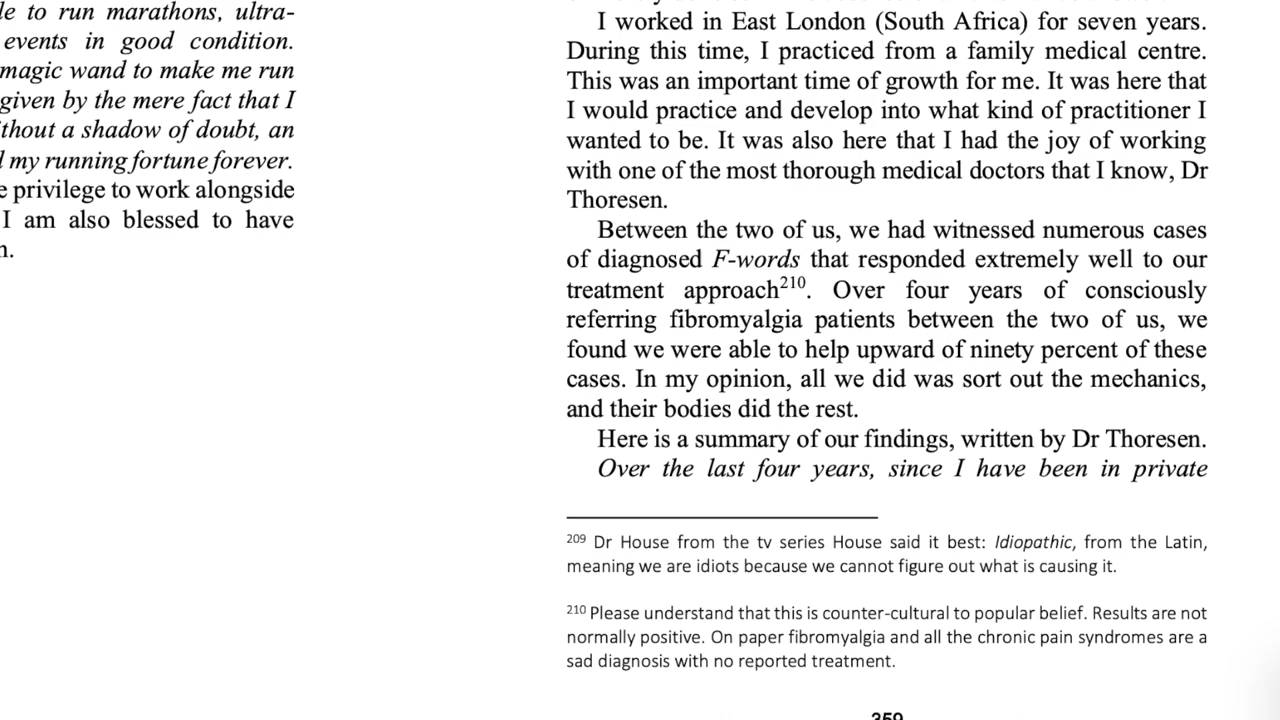 le to run marathons, ultra-
events in good condition.
magic wand to make me run
given by the mere fact that I
ithout a shadow of doubt, an
my running fortune forever.
e privilege to work alongside
I am also blessed to have
I worked in East London (South Africa) for seven years.
During this time, I practiced from a family medical centre.
This was an important time of growth for me. It was here that
I would practice and develop into what kind of practitioner I
wanted to be. It was also here that I had the joy of working
with one of the most thorough medical doctors that I know, Dr
Thoresen.
Between the two of us, we had witnessed numerous cases
of diagnosed F-words that responded extremely well to our
treatment approach210. Over four years of consciously
referring fibromyalgia patients between the two of us, we
found we were able to help upward of ninety percent of these
cases. In my opinion, all we did was sort out the mechanics,
and their bodies did the rest.
Here is a summary of our findings, written by Dr Thoresen.
Over the last four years, since I have been in private
209 Dr House from the tv series House said it best: Idiopathic, from the Latin,
meaning we are idiots because we cannot figure out what is causing it.
210 Please understand that this is counter-cultural to popular belief. Results are not
normally positive. On paper fibromyalgia and all the chronic pain syndromes are a
sad diagnosis with no reported treatment.
359